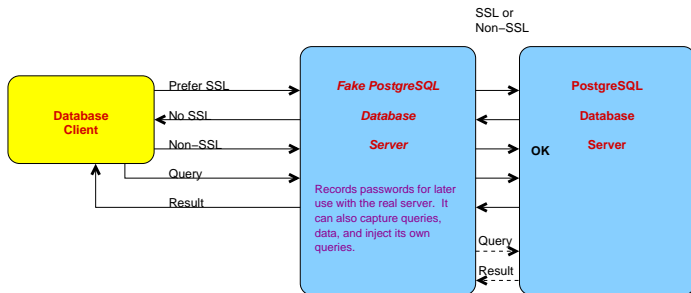 SSL or
Non−SSL
Prefer SSL
No SSL
Non−SSL
Query
Result
Database
Client
Fake PostgreSQL
Database
Server
Records passwords for later
use with the real server.  It
can also capture queries,
data, and inject its own
queries.
PostgreSQL
Database
Server
OK
Query
Result